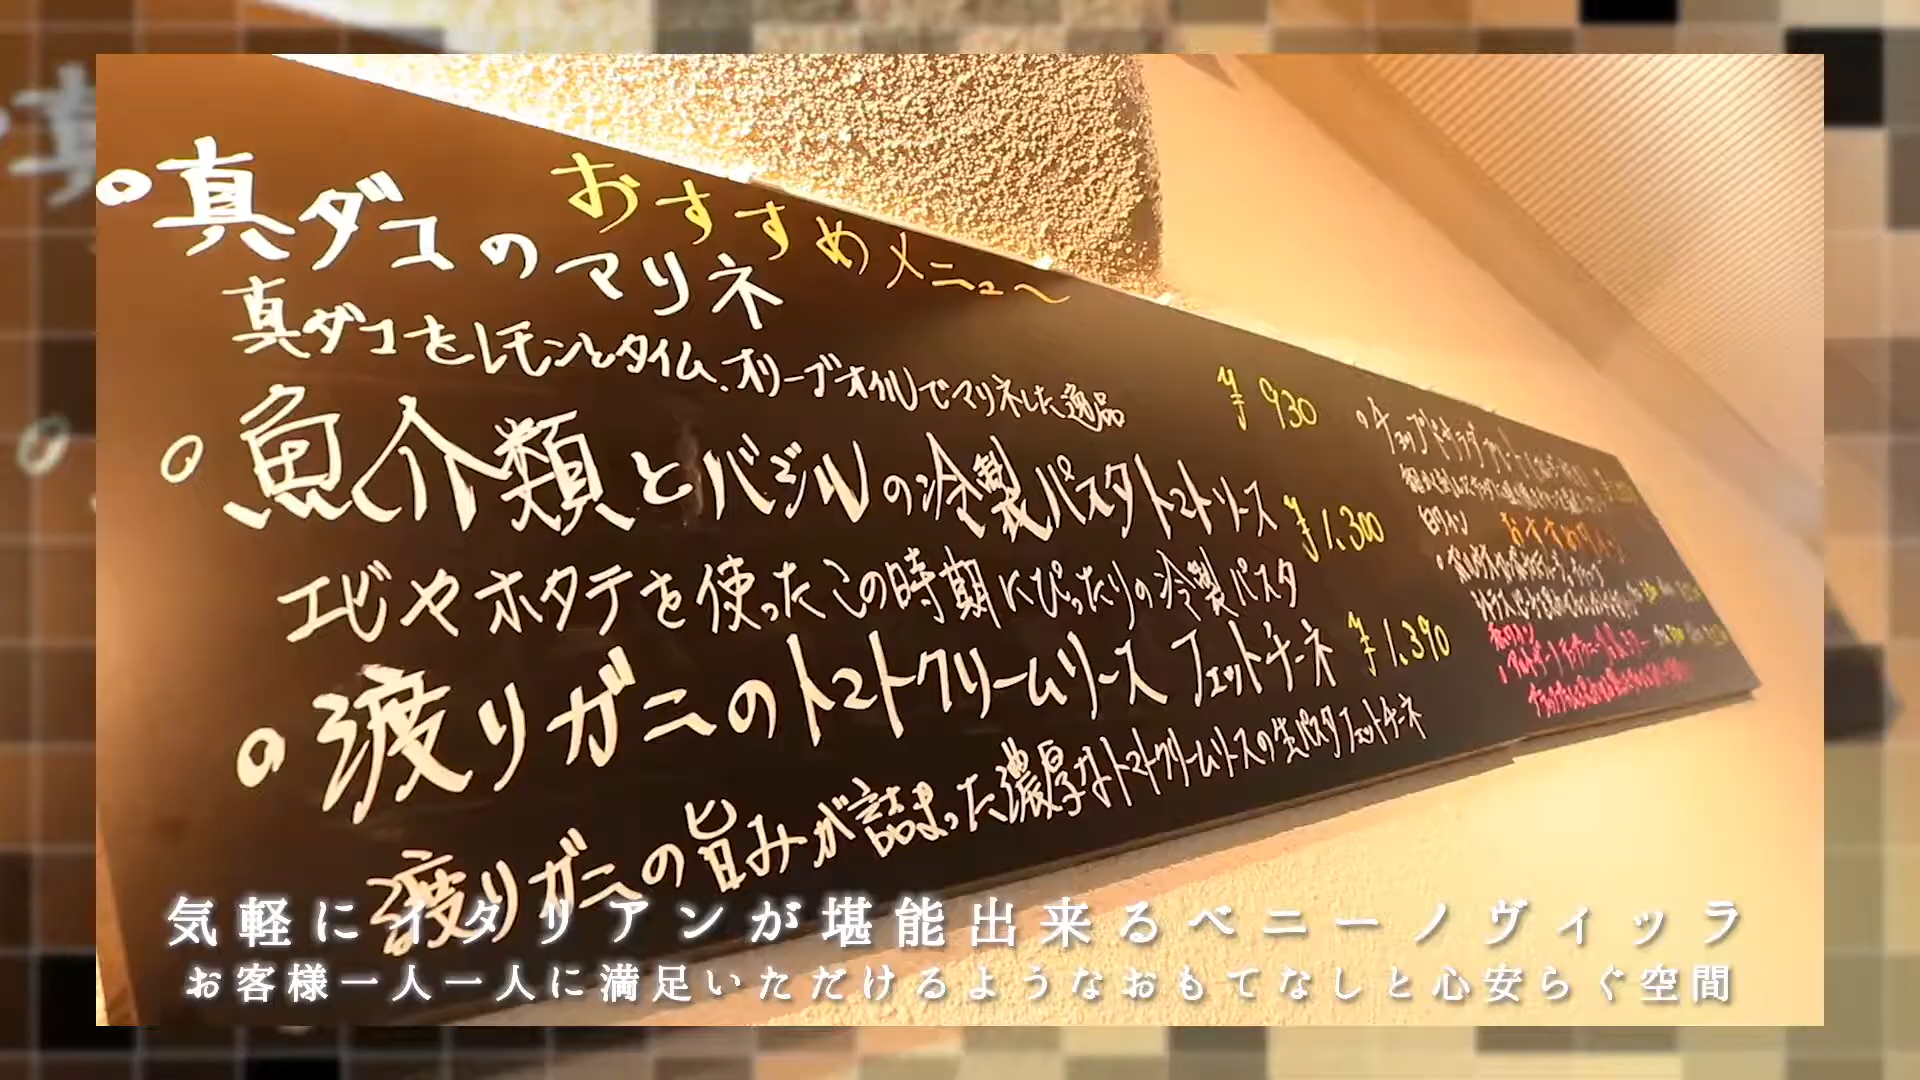 おすすめメニュ〜
真ダコのマリネ
真ダコをレモンとタイム、オリーブオイルでマリネした逸品
¥930
魚介類とバジルの冷製パスタトマトソース
¥1,300
エビやホタテを使ったこの時期にぴったりの冷製パスタ
渡りガニのトマトクリームソース フェットチーネ
¥1,390
渡りガニの旨みが詰まった濃厚なトマトクリームソースの生パスタフェットチーネ
白ワイン
赤ワイン
気軽にイタリアンが堪能出来るベニーノヴィッラ
お客様一人一人に満足いただけるようなおもてなしと心安らぐ空間